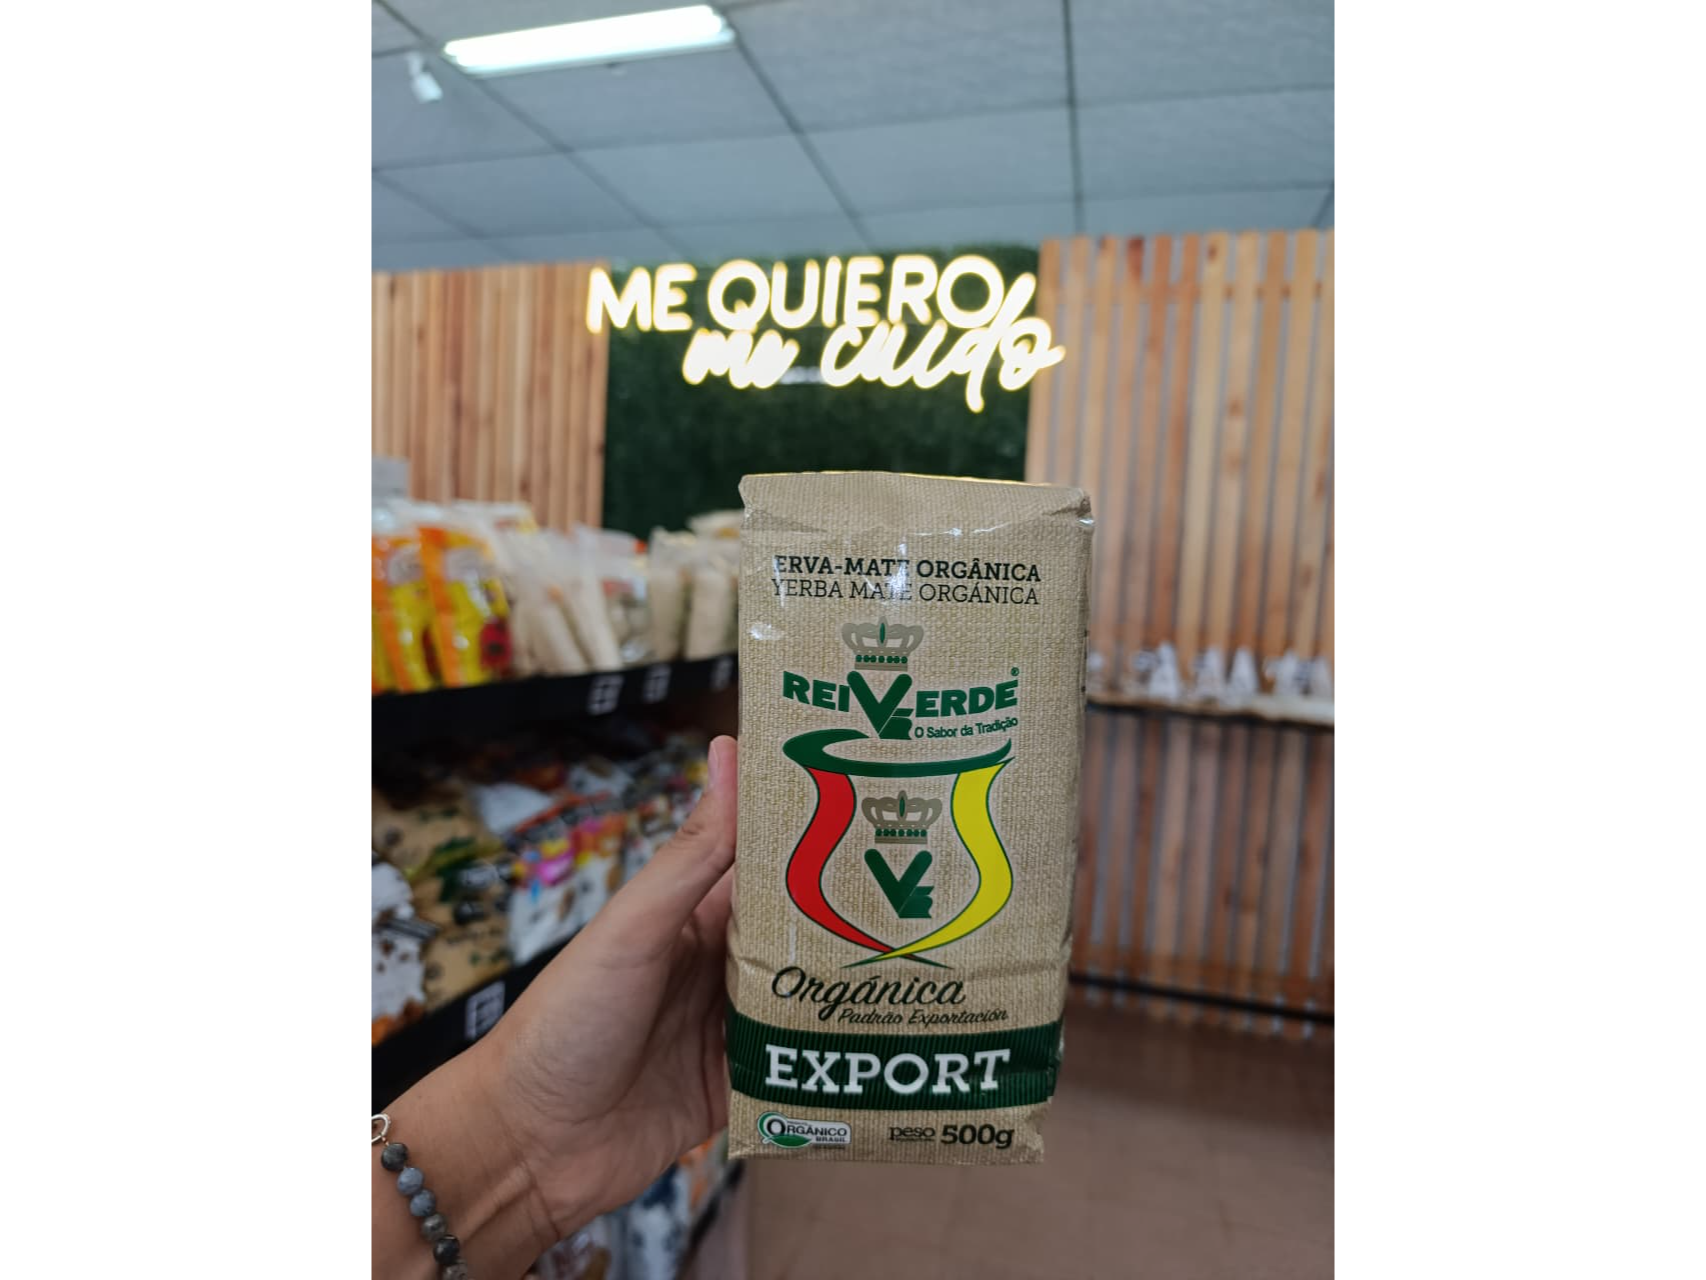 ME QUIERO
me cuido
ERVA-MATE ORGÂNICA
YERBA MATE ORGÁNICA
REI VERDE®
O Sabor da Tradição
Orgánica
Padrão Exportación
EXPORT
ORGÂNICO
BRASIL
peso 500g